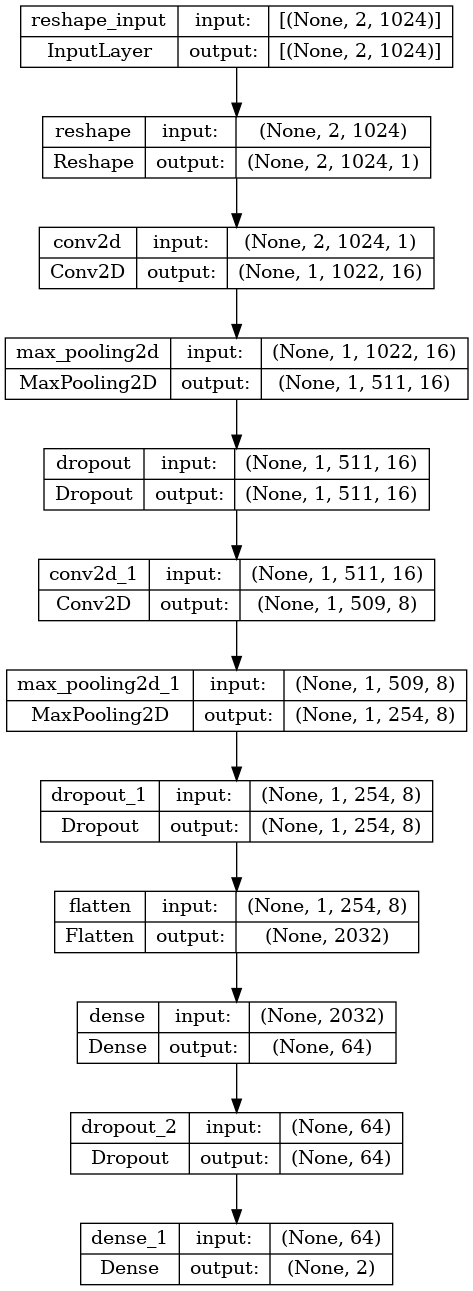 reshape_input input: [(None, 2, 1024)]
InputLayer output: [(None, 2, 1024)]
reshape input: (None, 2, 1024)
Reshape output: (None, 2, 1024, 1)
conv2d input: (None, 2, 1024, 1)
Conv2D output: (None, 1, 1022, 16)
max_pooling2d input: (None, 1, 1022, 16)
MaxPooling2D output: (None, 1, 511, 16)
dropout input: (None, 1, 511, 16)
Dropout output: (None, 1, 511, 16)
conv2d_1 input: (None, 1, 511, 16)
Conv2D output: (None, 1, 509, 8)
max_pooling2d_1 input: (None, 1, 509, 8)
MaxPooling2D output: (None, 1, 254, 8)
dropout_1 input: (None, 1, 254, 8)
Dropout output: (None, 1, 254, 8)
flatten input: (None, 1, 254, 8)
Flatten output: (None, 2032)
dense input: (None, 2032)
Dense output: (None, 64)
dropout_2 input: (None, 64)
Dropout output: (None, 64)
dense_1 input: (None, 64)
Dense output: (None, 2)